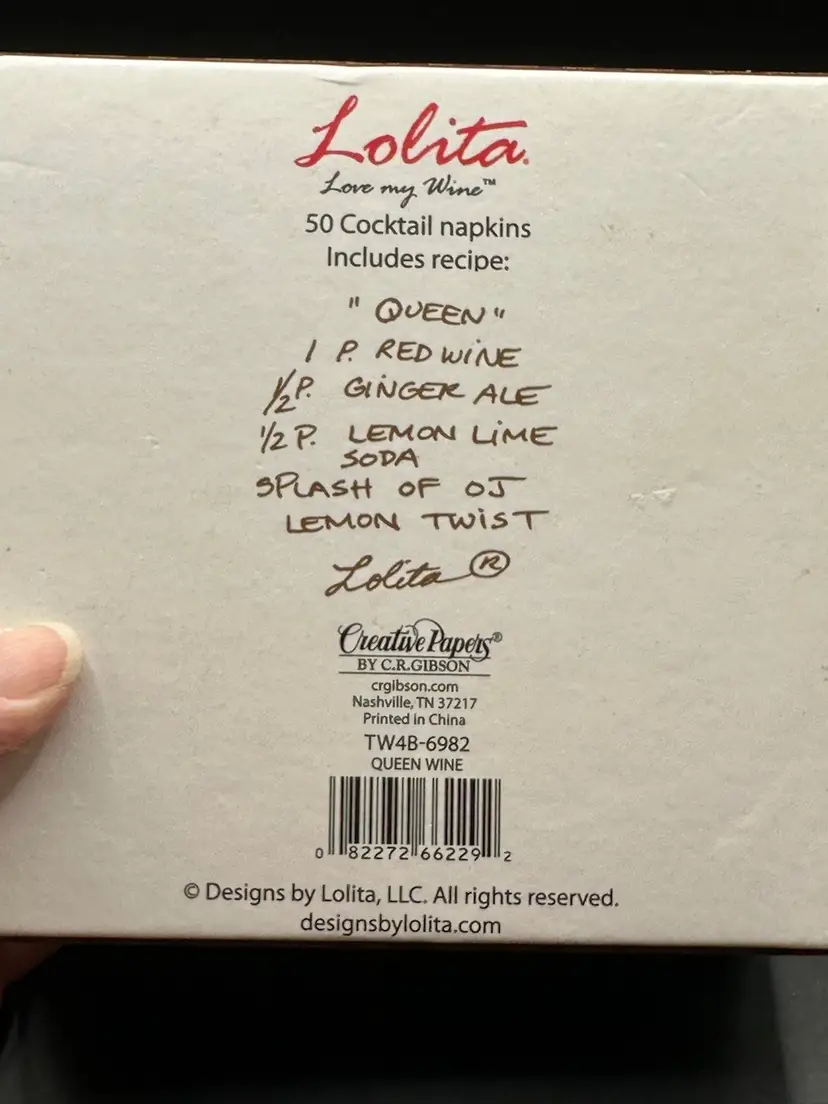 Lolita.
Love my Wine™
50 Cocktail napkins
Includes recipe:
" QUEEN "
1 P. RED WINE
1/2 P. GINGER ALE
1/2 P. LEMON LIME
SODA
SPLASH OF OJ
LEMON TWIST
Lolita ®
Creative Papers®
BY C.R.GIBSON
crgibson.com
Nashville, TN 37217
Printed in China
TW4B-6982
QUEEN WINE
0 82272 66229 2
© Designs by Lolita, LLC. All rights reserved.
designsbylolita.com